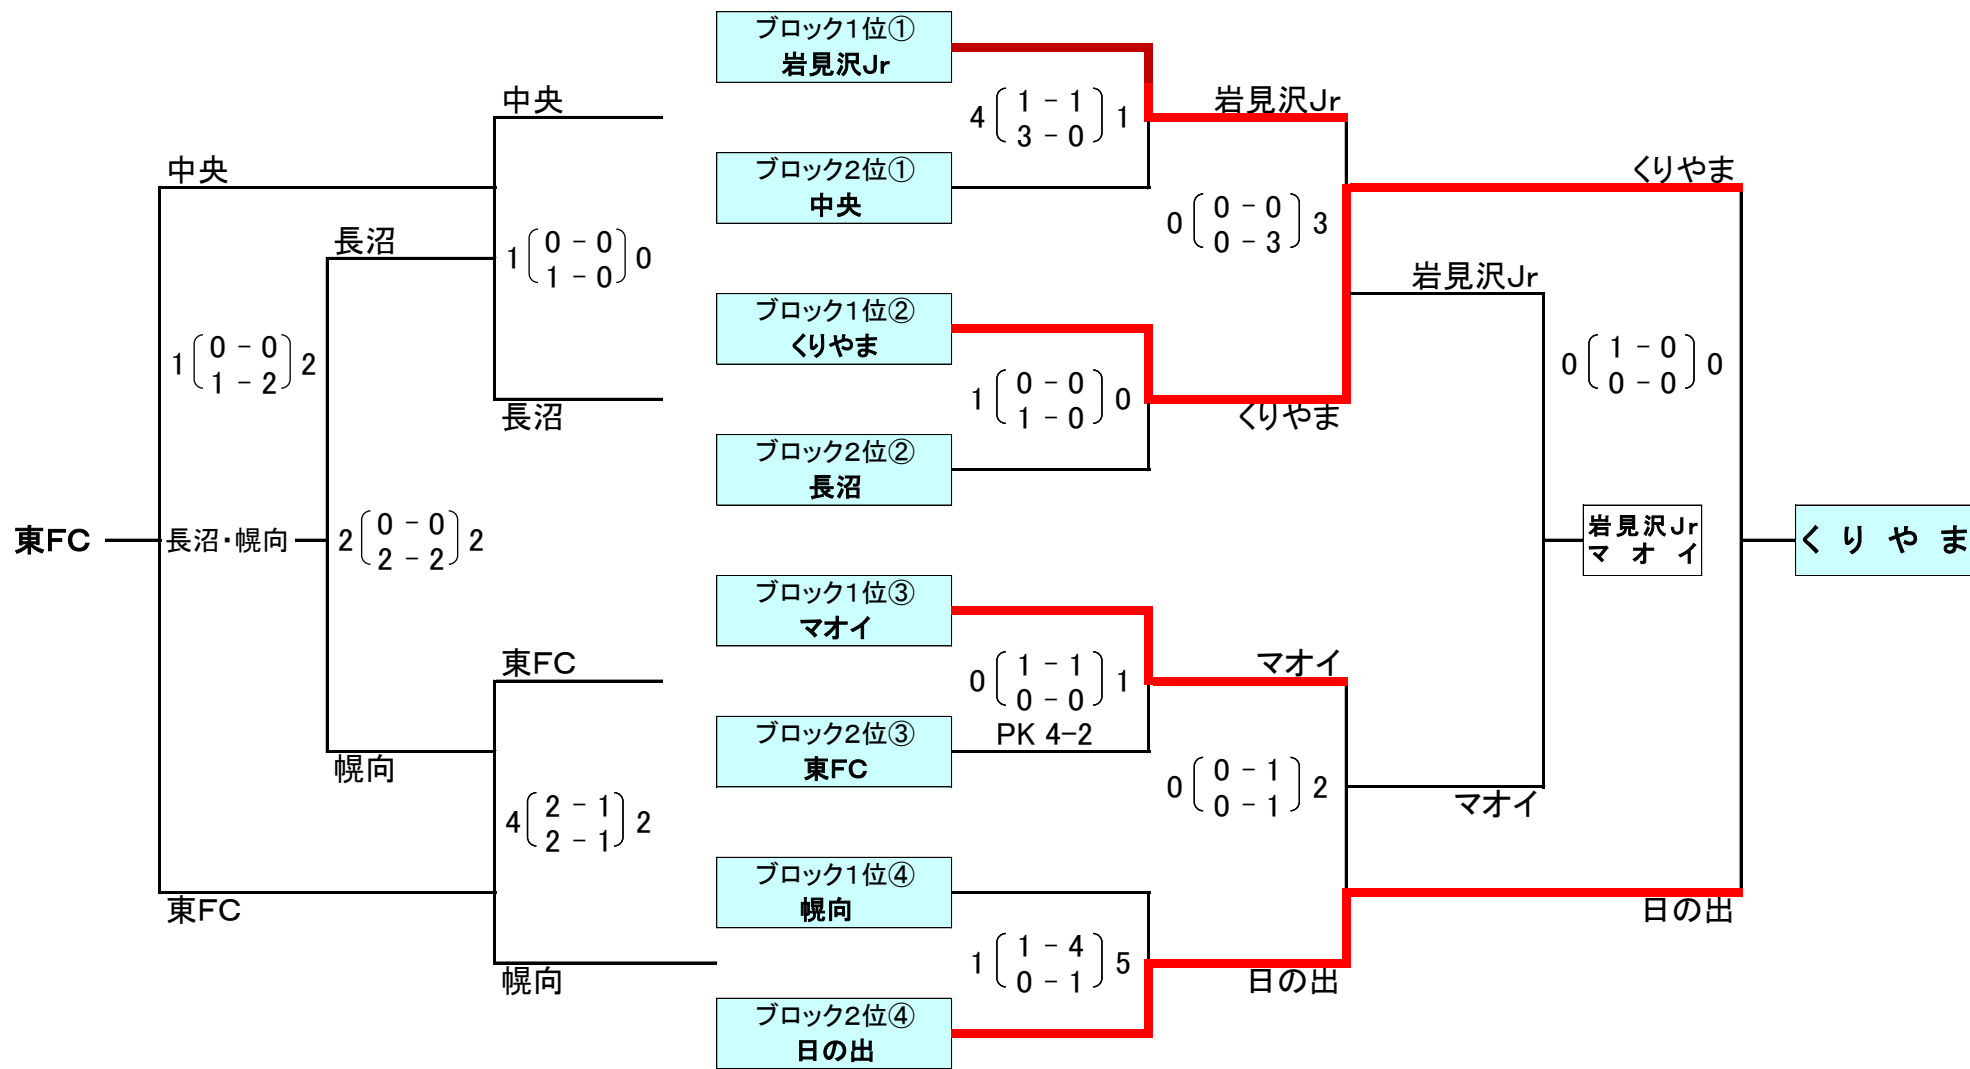 ブロック１位①
岩見沢Jr
中央
4 1 - 1 1
3 - 0
岩見沢Jr
中央
ブロック２位①
中央
くりやま
0 0 - 0 3
0 - 3
長沼
1 0 - 0 0
1 - 0
岩見沢Jr
ブロック１位②
くりやま
1 0 - 0 2
1 - 2
0 1 - 0 0
0 - 0
1 0 - 0 0
1 - 0
長沼
くりやま
ブロック２位②
長沼
東FC
長沼・幌向
2 0 - 0 2
2 - 2
岩見沢Jr
マオイ
くりやま
ブロック１位③
マオイ
東FC
0 1 - 1 1
0 - 0
PK 4-2
マオイ
ブロック２位③
東FC
幌向
0 0 - 1 2
0 - 1
マオイ
4 2 - 1 2
2 - 1
ブロック１位④
幌向
東FC
日の出
1 1 - 4 5
0 - 1
幌向
日の出
ブロック２位④
日の出